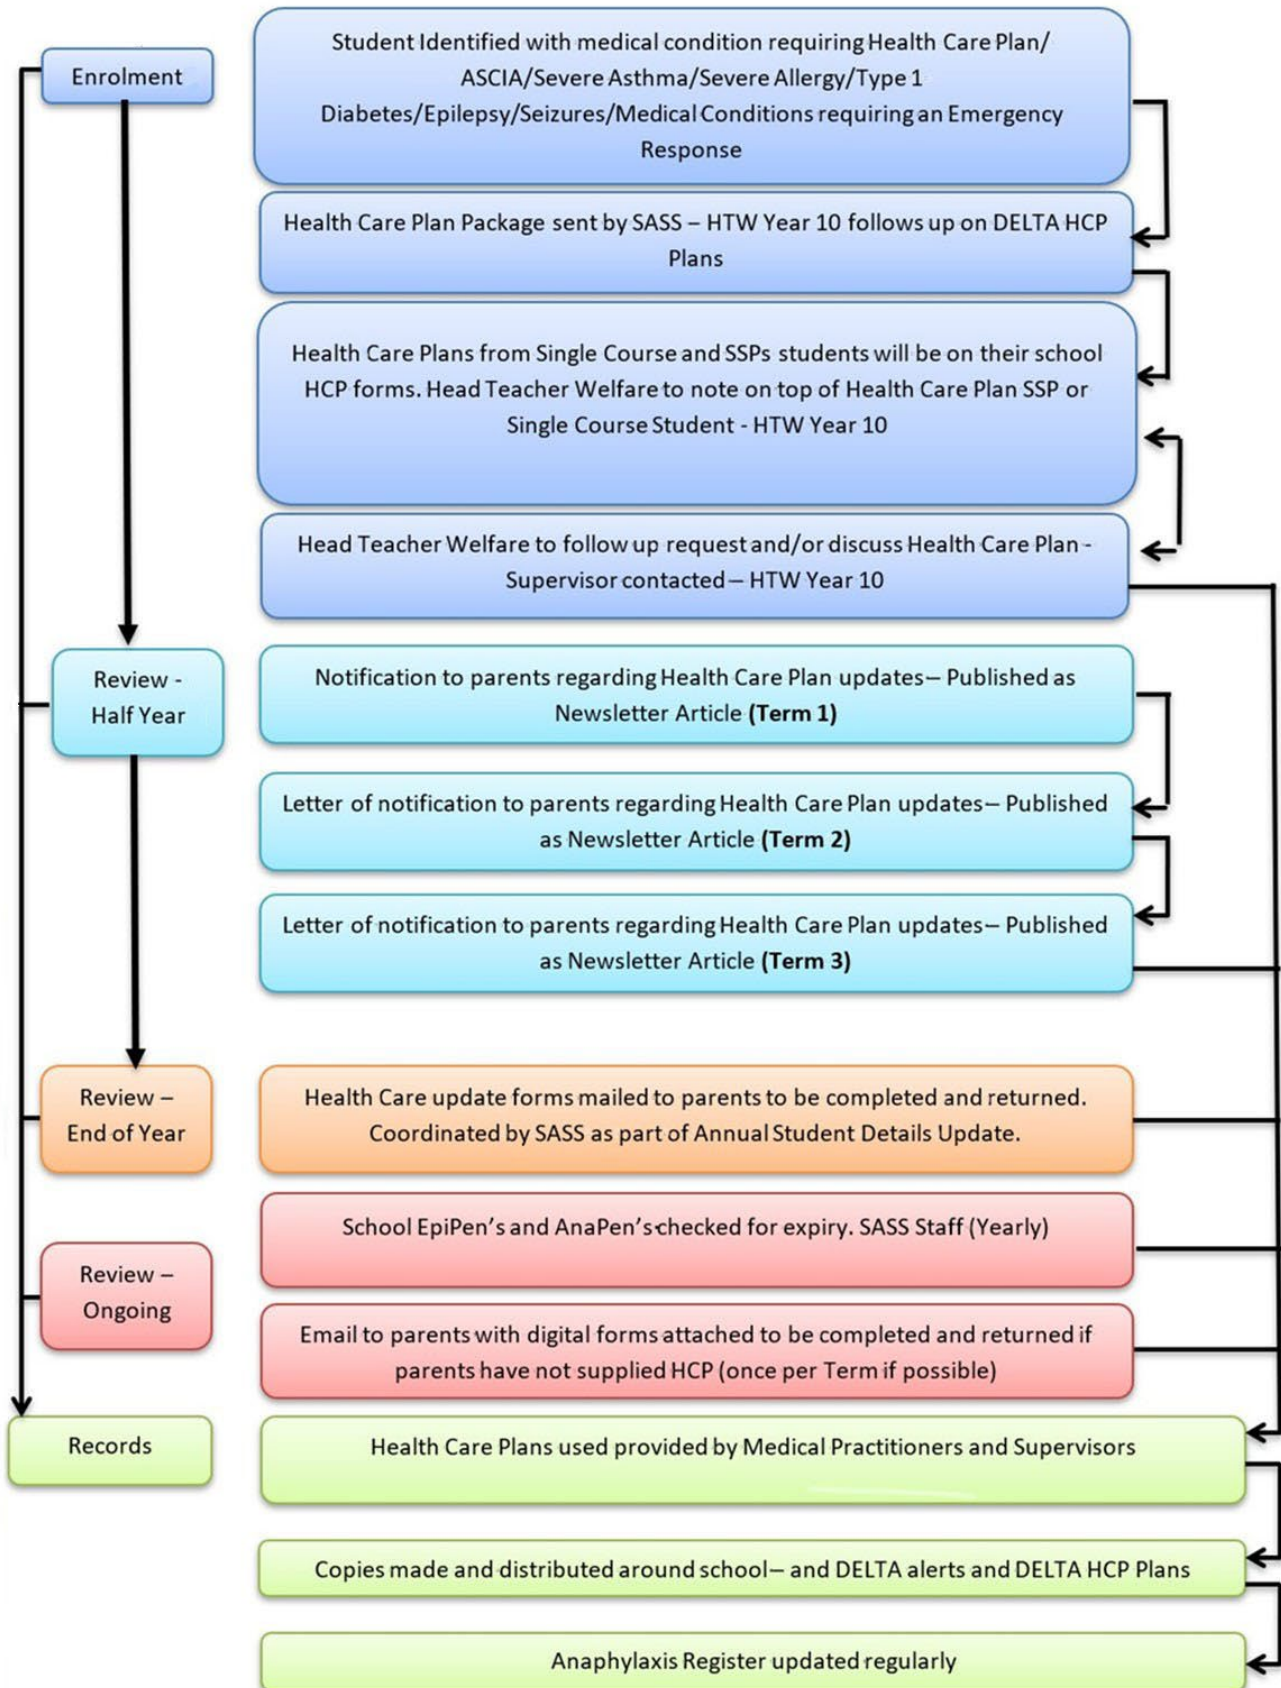 Enrolment
Student Identified with medical condition requiring Health Care Plan/
ASCIA/Severe Asthma/Severe Allergy/Type 1
Diabetes/Epilepsy/Seizures/Medical Conditions requiring an Emergency
Response
Health Care Plan Package sent by SASS – HTW Year 10 follows up on DELTA HCP
Plans
Health Care Plans from Single Course and SSPs students will be on their school
HCP forms. Head Teacher Welfare to note on top of Health Care Plan SSP or
Single Course Student - HTW Year 10
Head Teacher Welfare to follow up request and/or discuss Health Care Plan -
Supervisor contacted – HTW Year 10
Review -
Half Year
Notification to parents regarding Health Care Plan updates – Published as
Newsletter Article (Term 1)
Letter of notification to parents regarding Health Care Plan updates – Published
as Newsletter Article (Term 2)
Letter of notification to parents regarding Health Care Plan updates – Published
as Newsletter Article (Term 3)
Review –
End of Year
Health Care update forms mailed to parents to be completed and returned.
Coordinated by SASS as part of Annual Student Details Update.
Review –
Ongoing
School EpiPen's and AnaPen's checked for expiry. SASS Staff (Yearly)
Email to parents with digital forms attached to be completed and returned if
parents have not supplied HCP (once per Term if possible)
Records
Health Care Plans used provided by Medical Practitioners and Supervisors
Copies made and distributed around school – and DELTA alerts and DELTA HCP Plans
Anaphylaxis Register updated regularly